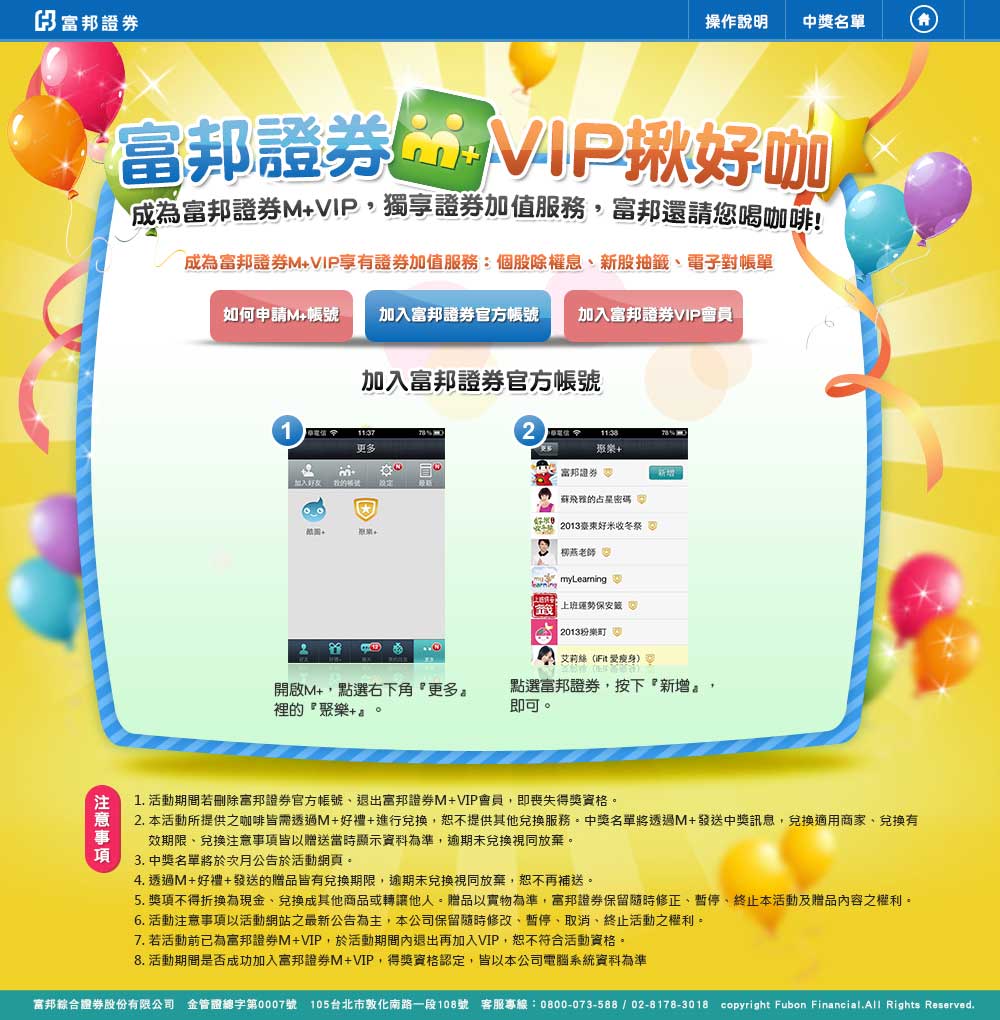 富邦證券
操作說明
中獎名單
富邦證券 m+ VIP揪好咖
成為富邦證券M+VIP，獨享證券加值服務，富邦還請您喝咖啡!
成為富邦證券M+VIP享有證券加值服務：個股除權息、新股抽籤、電子對帳單
如何申請M+帳號
加入富邦證券官方帳號
加入富邦證券VIP會員
加入富邦證券官方帳號
1
11:37
78%
更多
加入好友
我的帳號
設定
最新
酷圖+
聚樂+
開啟M+，點選右下角『更多』
裡的『聚樂+』。
2
11:38
78%
更多
聚樂+
富邦證券
新增
蘇飛雅的占星密碼
2013臺東好米收冬祭
柳燕老師
myLearning
上班運勢保安籤
2013粉樂町
艾莉絲（iFit 愛瘦身）
點選富邦證券，按下『新增』，
即可。
注意事項
1. 活動期間若刪除富邦證券官方帳號、退出富邦證券M+VIP會員，即喪失得獎資格。
2. 本活動所提供之咖啡皆需透過M+好禮+進行兌換，恕不提供其他兌換服務。中獎名單將透過M+發送中獎訊息，兌換適用商家、兌換有
效期限、兌換注意事項皆以贈送當時顯示資料為準，逾期未兌換視同放棄。
3. 中獎名單將於次月公告於活動網頁。
4. 透過M+好禮+發送的贈品皆有兌換期限，逾期未兌換視同放棄，恕不再補送。
5. 獎項不得折換為現金、兌換成其他商品或轉讓他人。贈品以實物為準，富邦證券保留隨時修正、暫停、終止本活動及贈品內容之權利。
6. 活動注意事項以活動網站之最新公告為主，本公司保留隨時修改、暫停、取消、終止活動之權利。
7. 若活動前已為富邦證券M+VIP，於活動期間內退出再加入VIP，恕不符合活動資格。
8. 活動期間是否成功加入富邦證券M+VIP，得獎資格認定，皆以本公司電腦系統資料為準
富邦綜合證券股份有限公司 金管證總字第0007號 105台北市敦化南路一段108號 客服專線：0800-073-588 / 02-8178-3018 copyright Fubon Financial.All Rights Reserved.